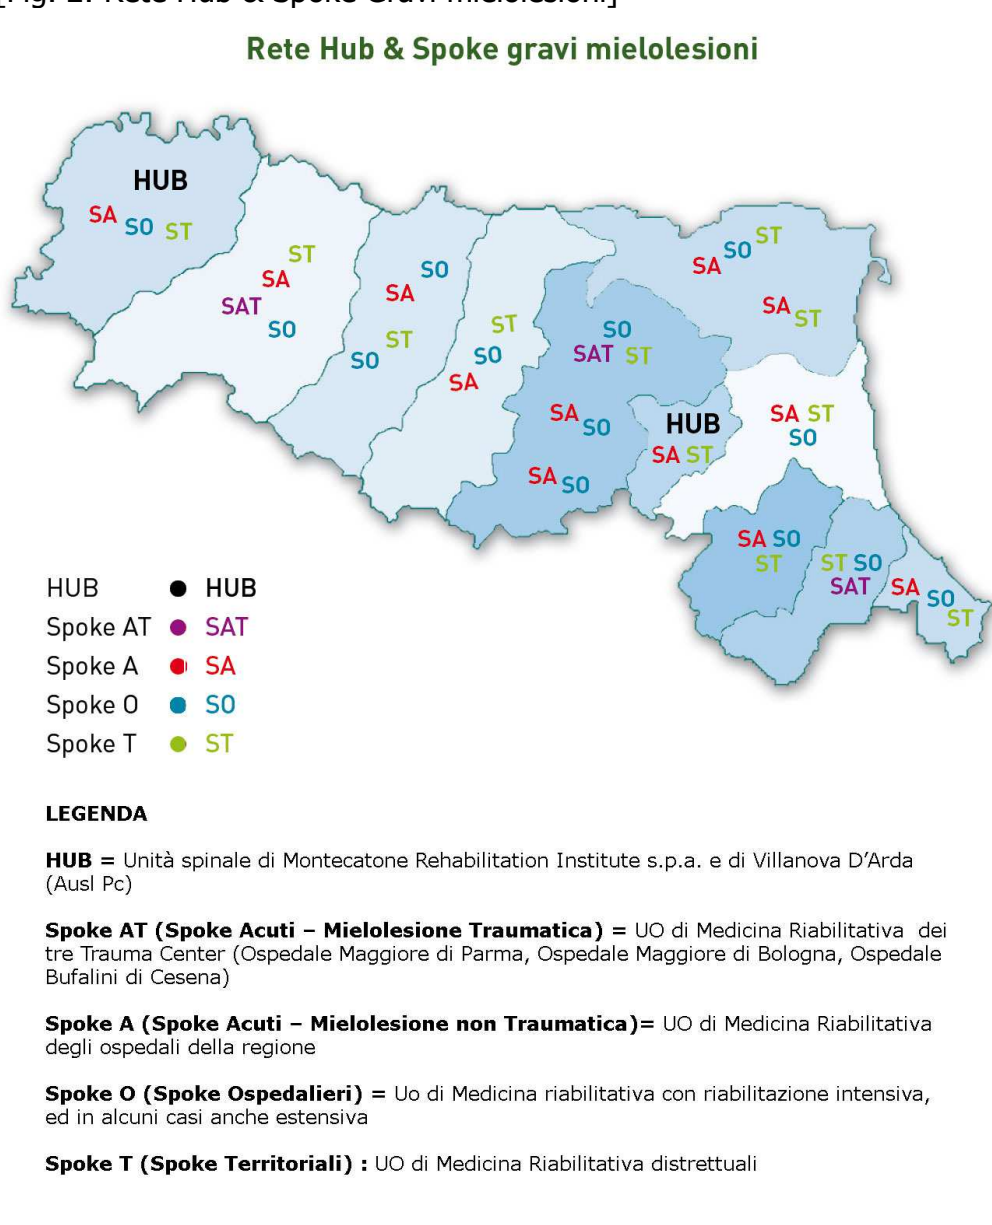 [Fig. 2: Rete Hub & Spoke Gravi mielolesioni]
Rete Hub & Spoke gravi mielolesioni
HUB
SA SO ST
ST
SA
SAT
SO
SO
SA
ST
SO
ST
SO
SA
SO
SAT ST
SA SO
SA SO
ST
SO
SA
SA ST
HUB
SA ST
SA ST
SO
SA SO
ST
ST SO
SAT
SA SO
ST
HUB HUB
Spoke AT SAT
Spoke A SA
Spoke O SO
Spoke T ST
LEGENDA
HUB = Unità spinale di Montecatone Rehabilitation Institute s.p.a. e di Villanova D’Arda
(Ausl Pc)
Spoke AT (Spoke Acuti – Mielolesione Traumatica) = UO di Medicina Riabilitativa dei
tre Trauma Center (Ospedale Maggiore di Parma, Ospedale Maggiore di Bologna, Ospedale
Bufalini di Cesena)
Spoke A (Spoke Acuti – Mielolesione non Traumatica)= UO di Medicina Riabilitativa
degli ospedali della regione
Spoke O (Spoke Ospedalieri) = Uo di Medicina riabilitativa con riabilitazione intensiva,
ed in alcuni casi anche estensiva
Spoke T (Spoke Territoriali) : UO di Medicina Riabilitativa distrettuali